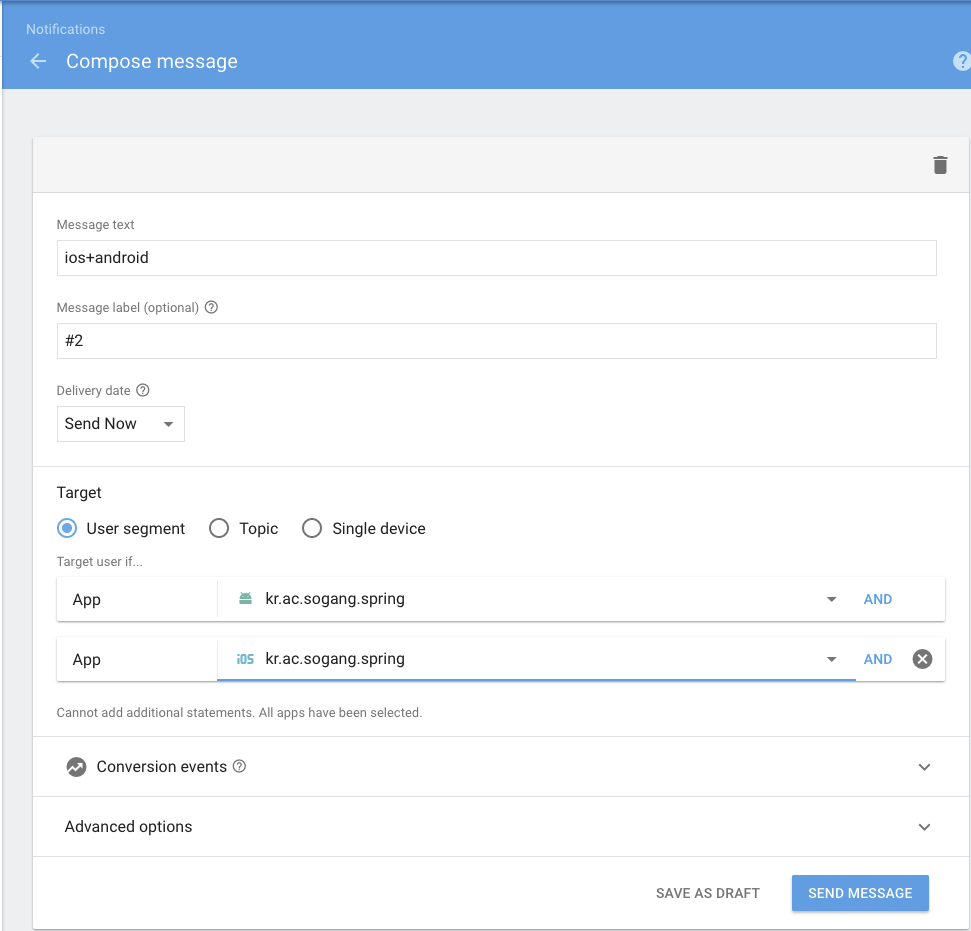 Notifications
Compose message
Message text
ios+android
Message label (optional)
#2
Delivery date
Send Now
Target
User segment Topic Single device
Target user if...
App kr.ac.sogang.spring AND
App iOS kr.ac.sogang.spring AND
Cannot add additional statements. All apps have been selected.
Conversion events
Advanced options
SAVE AS DRAFT SEND MESSAGE